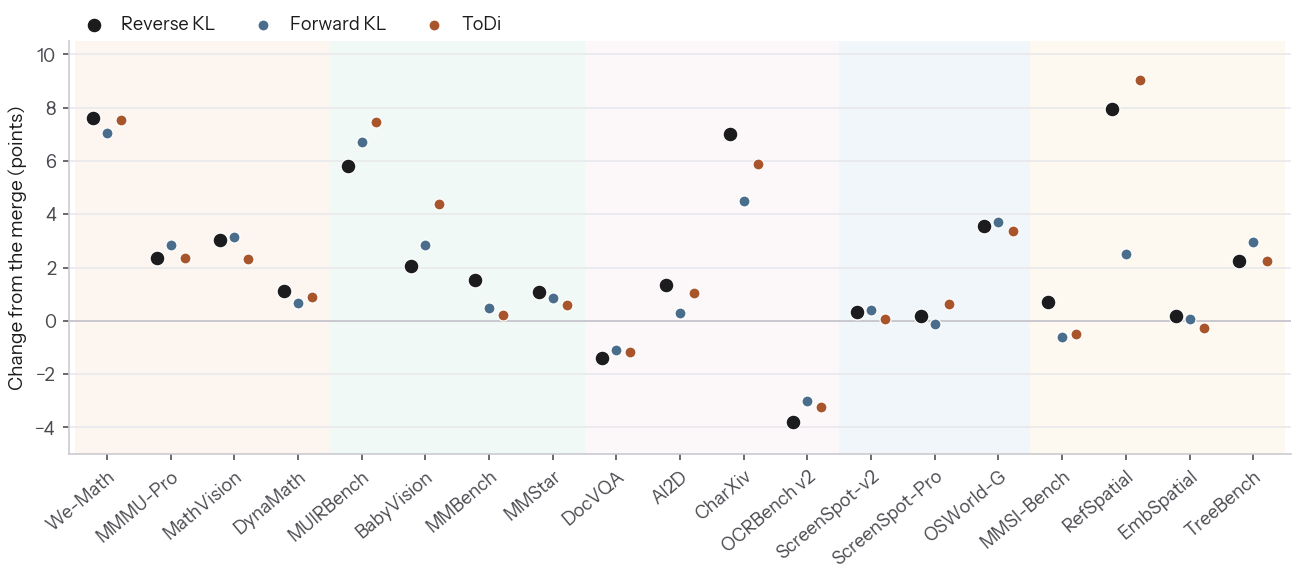 Reverse KL Forward KL ToDi
Change from the merge (points)
10
8
6
4
2
0
−2
−4
We-Math
MMMU-Pro
MathVision
DynaMath
MUIRBench
BabyVision
MMBench
MMStar
DocVQA
AI2D
CharXiv
OCRBench v2
ScreenSpot-v2
ScreenSpot-Pro
OSWorld-G
MMSI-Bench
RefSpatial
EmbSpatial
TreeBench